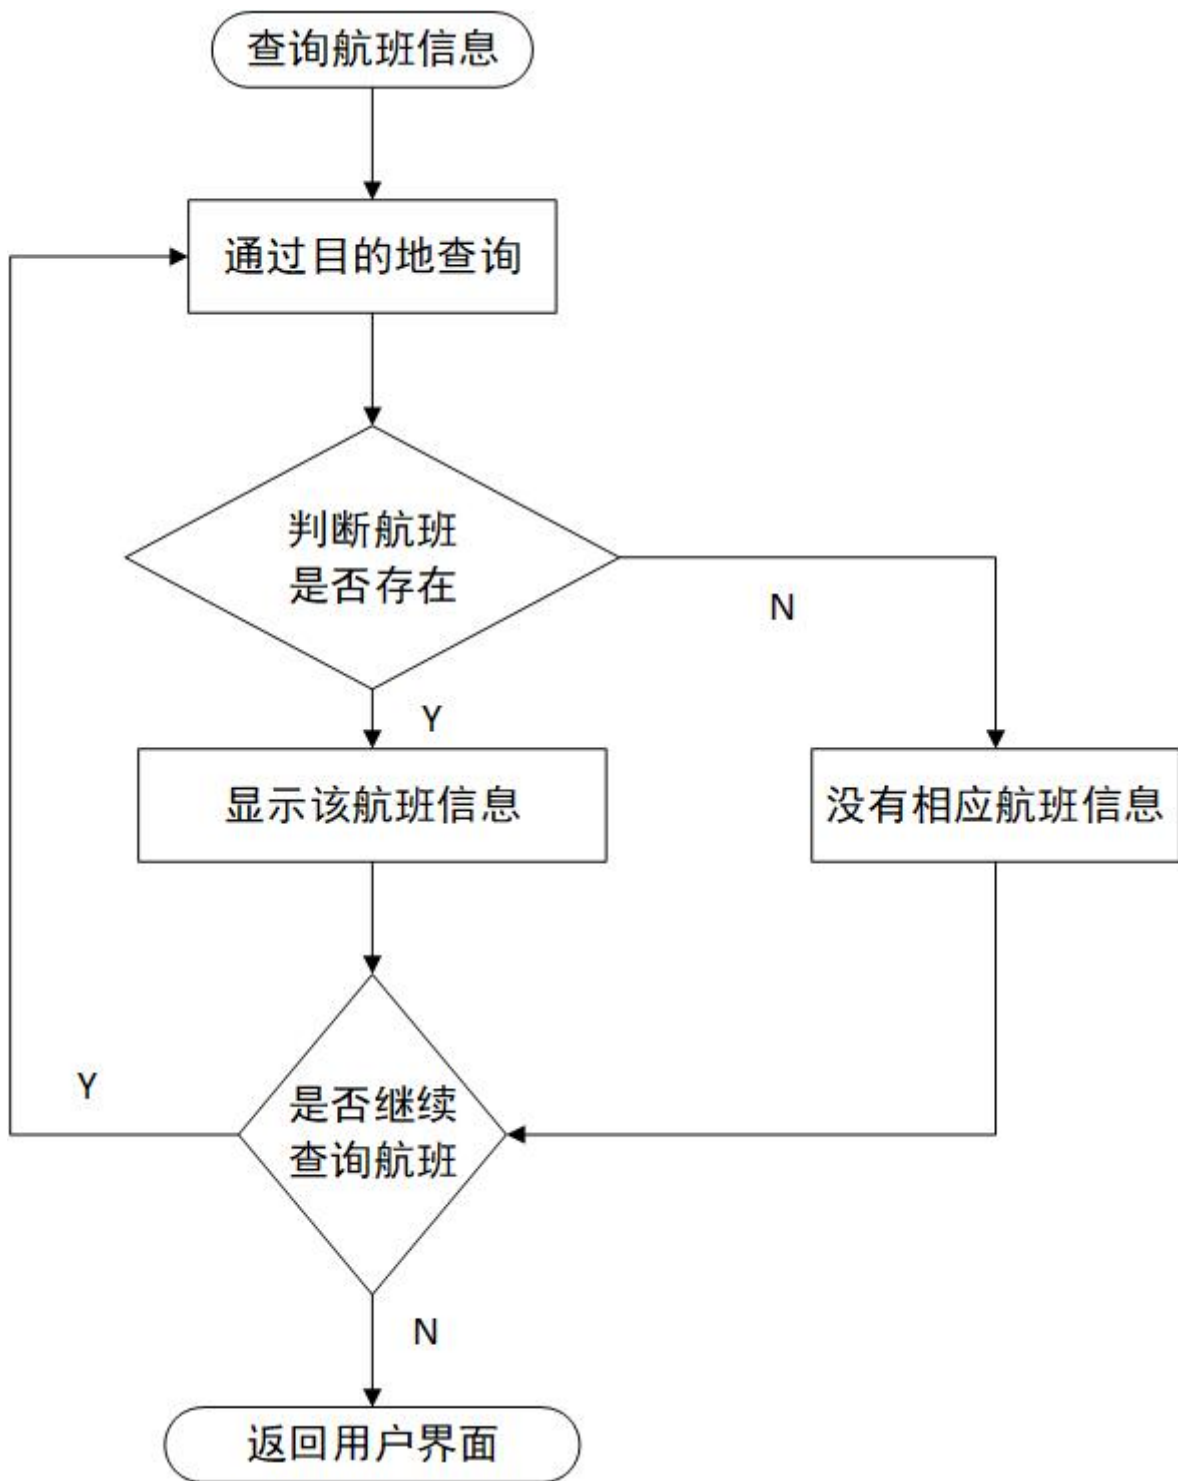 查询航班信息
通过目的地查询
判断航班
是否存在
N
Y
显示该航班信息
没有相应航班信息
Y
是否继续
查询航班
N
返回用户界面